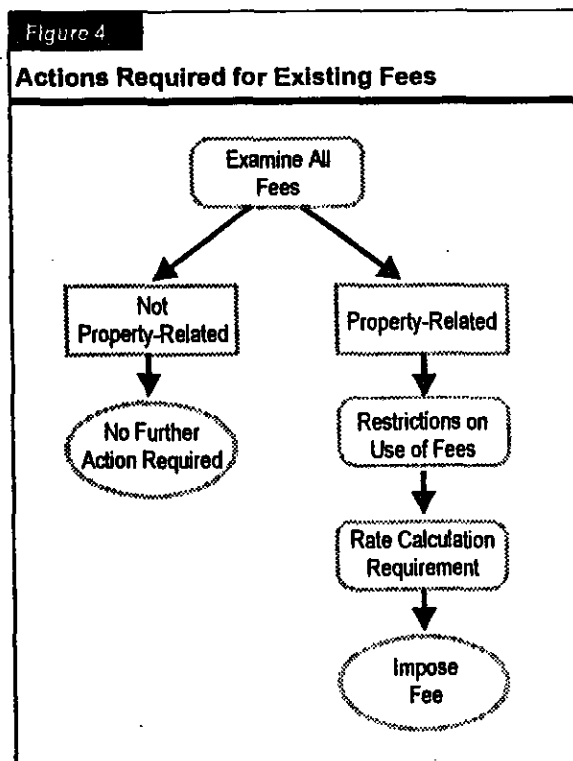 Figure 4
Actions Required for Existing Fees
Examine All
Fees
Not
Property-Related
Property-Related
No Further
Action Required
Restrictions on
Use of Fees
Rate Calculation
Requirement
Impose
Fee